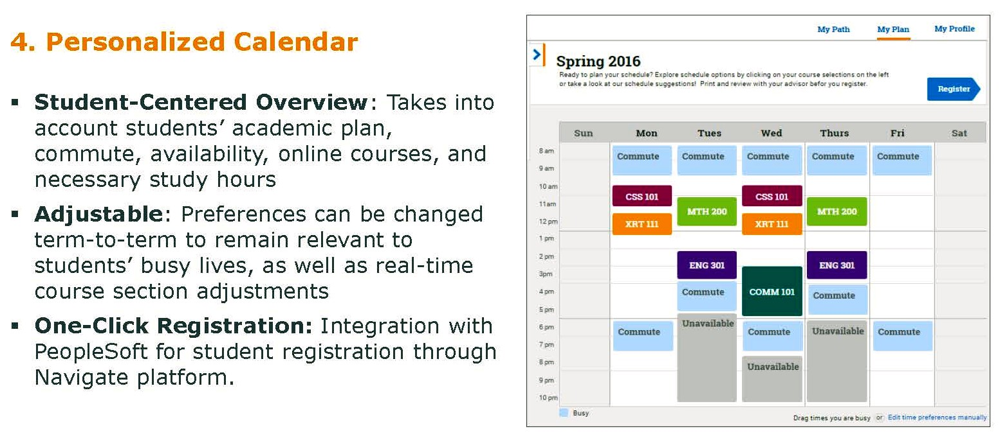 4. Personalized Calendar
▪ Student-Centered Overview: Takes into
account students’ academic plan,
commute, availability, online courses, and
necessary study hours
▪ Adjustable: Preferences can be changed
term-to-term to remain relevant to
students’ busy lives, as well as real-time
course section adjustments
▪ One-Click Registration: Integration with
PeopleSoft for student registration through
Navigate platform.
My Path My Plan My Profile
Spring 2016
Ready to plan your schedule? Explore schedule options by clicking on your course selections on the left
or take a look at our schedule suggestions! Print and review with your advisor befor you register.
Register
Sun Mon Tues Wed Thurs Fri Sat
8 am
Commute Commute Commute Commute Commute
9 am
10 am
CSS 101 CSS 101
11am
MTH 200 MTH 200
12 pm
XRT 111 XRT 111
1 pm
2 pm
ENG 301 ENG 301
3pm
4 pm
Commute COMM 101 Commute
5 pm
Unavailable Unavailable
6 pm
Commute Commute Commute
7 pm
8 pm
Unavailable
9 pm
10 pm
Busy
Drag times you are busy or Edit time preferences manually